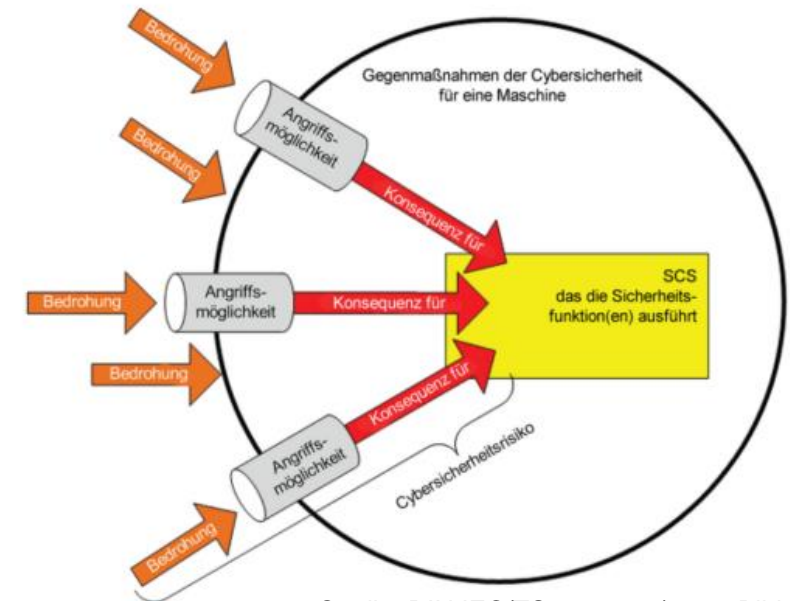 Bedrohung
Gegenmaßnahmen der Cybersicherheit
für eine Maschine
Angriffs-
möglichkeit
Bedrohung
Konsequenz für
SCS
das die Sicherheits-
funktion(en) ausführt
Bedrohung
Angriffs-
möglichkeit
Konsequenz für
Bedrohung
Konsequenz für
Angriffs-
möglichkeit
Cybersicherheitsrisiko
Bedrohung